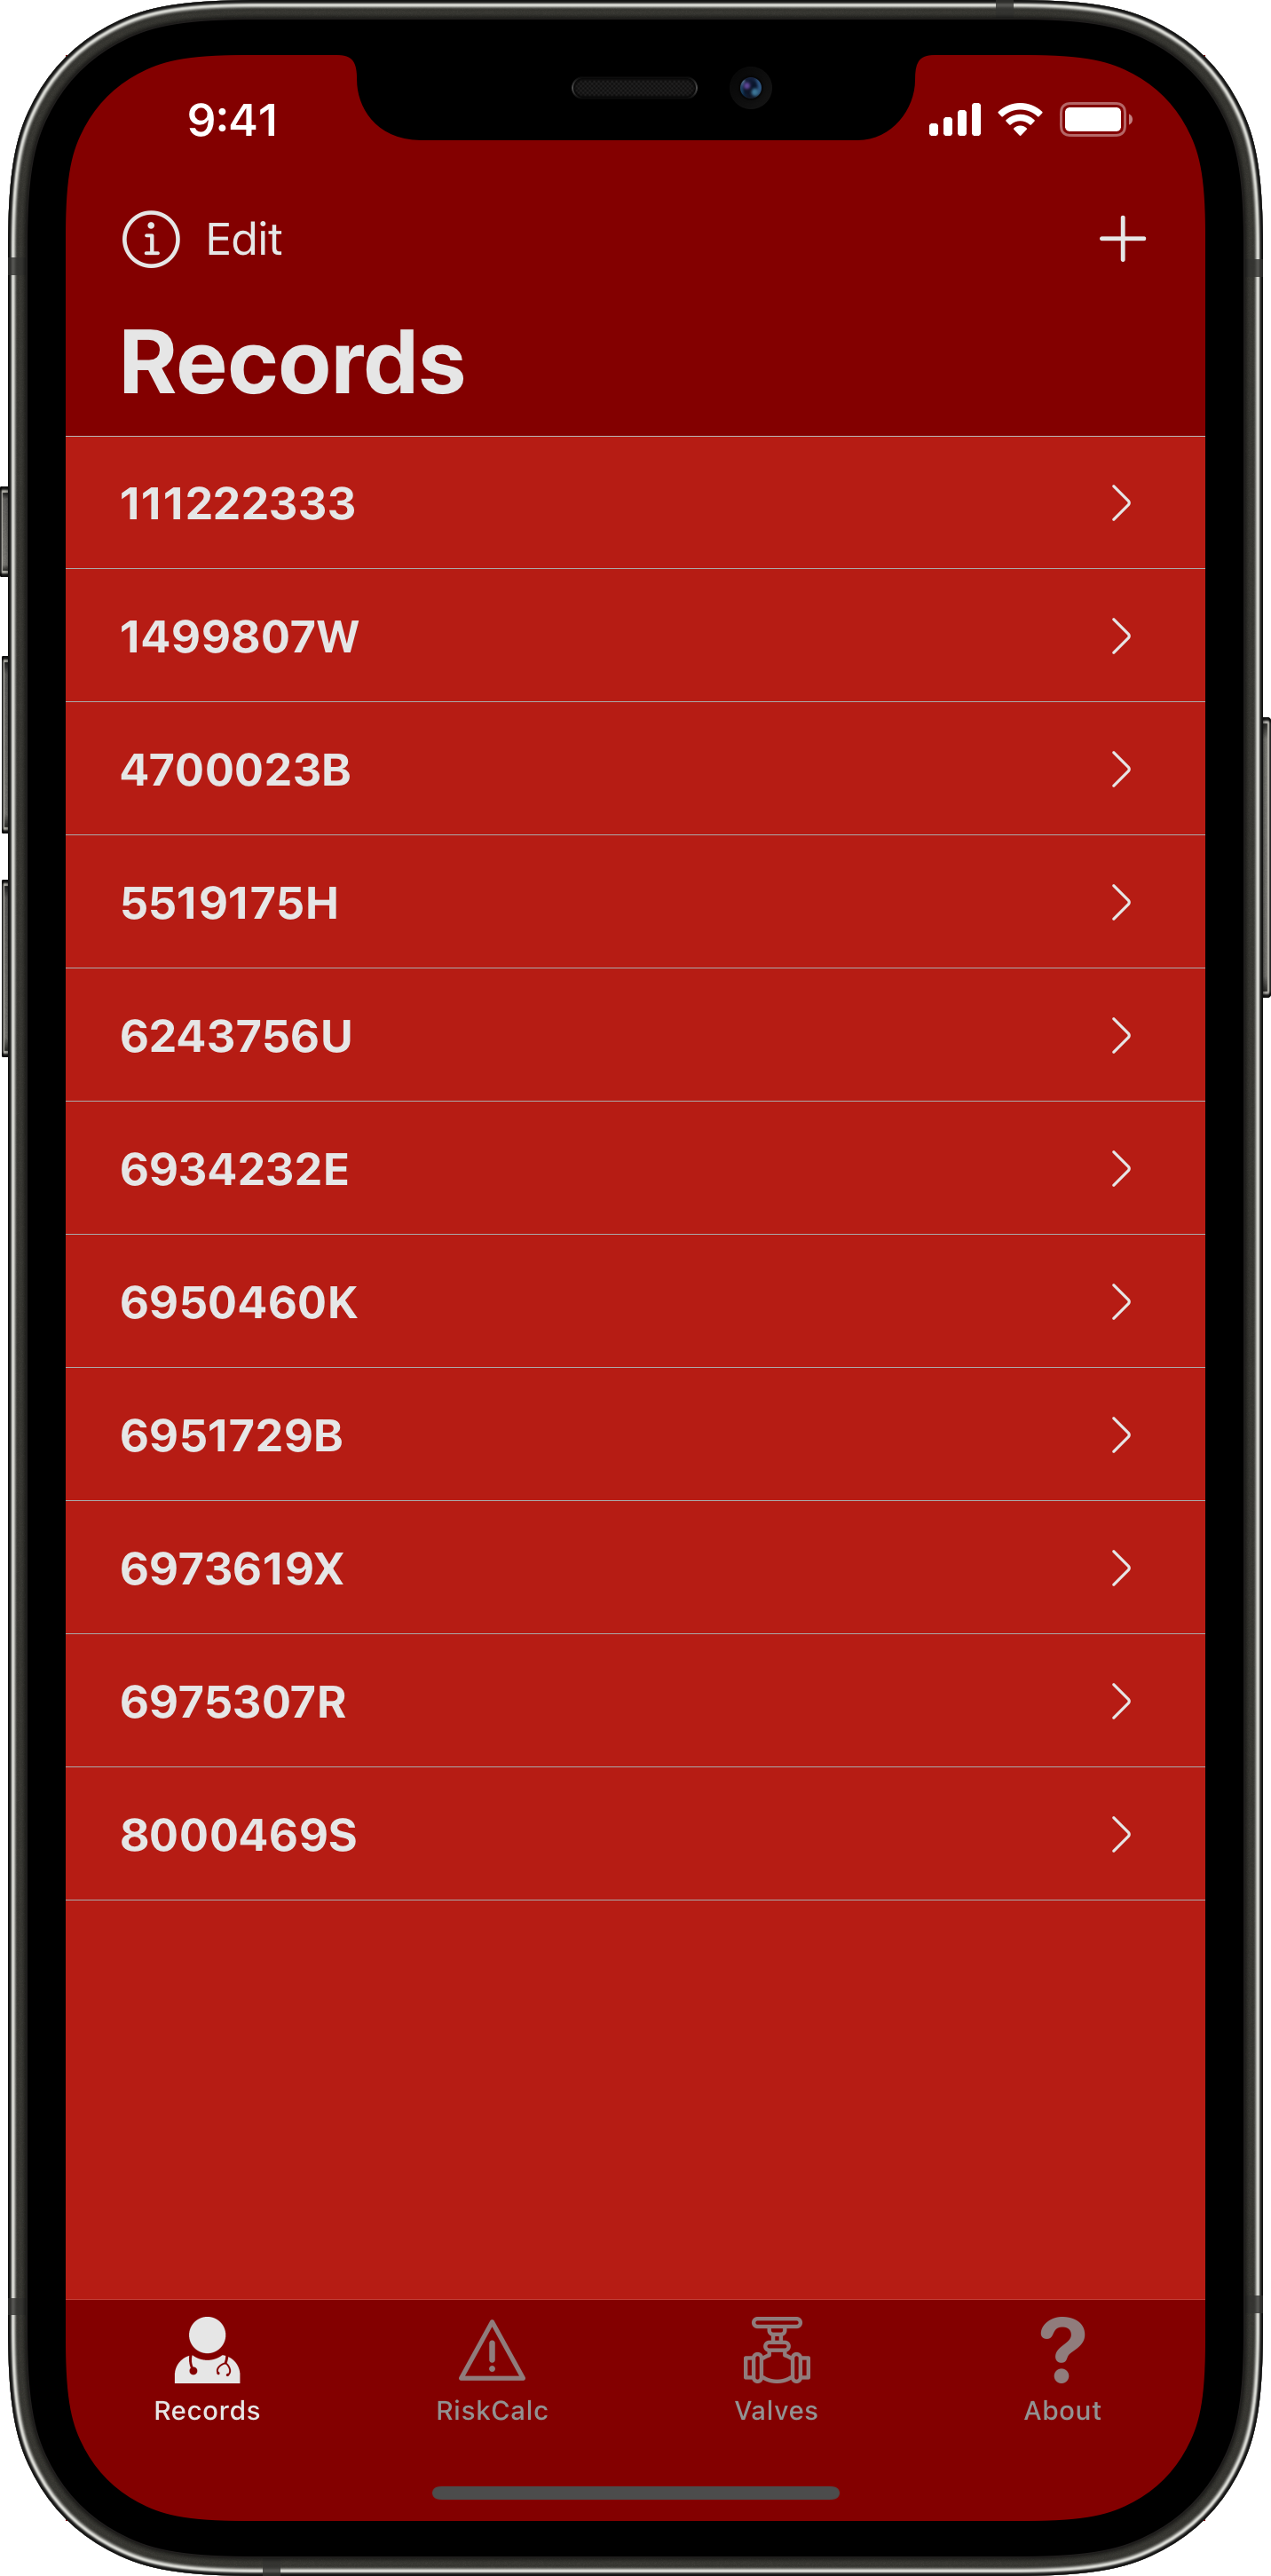 9:41
Edit
Records
111222333
1499807W
4700023B
5519175H
6243756U
6934232E
6950460K
6951729B
6973619X
6975307R
8000469S
Records RiskCalc Valves About